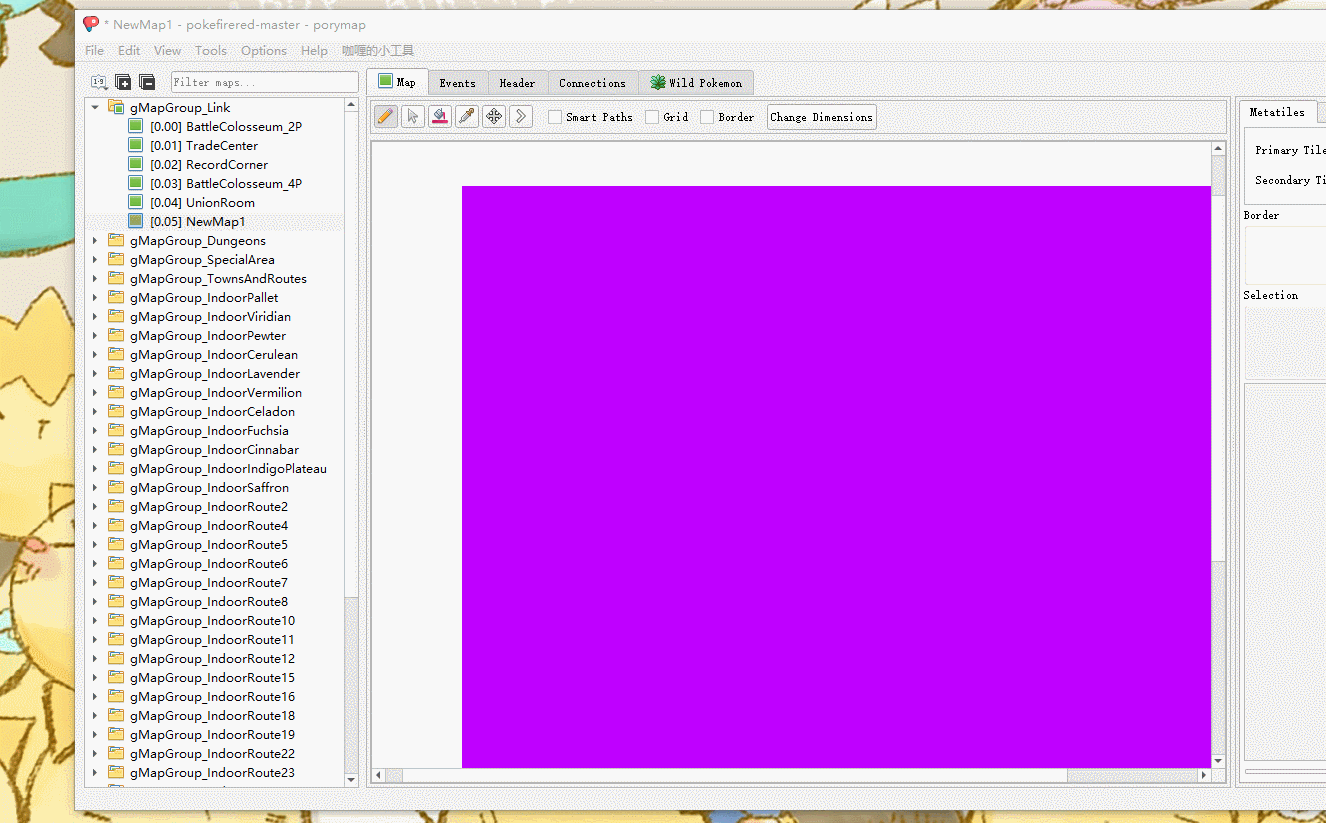 * NewMap1 - pokefirered-master - porymap
File Edit View Tools Options Help 咖喱的小工具
Filter maps...
Map Events Header Connections Wild Pokemon
Smart Paths Grid Border Change Dimensions
gMapGroup_Link
[0.00] BattleColosseum_2P
[0.01] TradeCenter
[0.02] RecordCorner
[0.03] BattleColosseum_4P
[0.04] UnionRoom
[0.05] NewMap1
gMapGroup_Dungeons
gMapGroup_SpecialArea
gMapGroup_TownsAndRoutes
gMapGroup_IndoorPallet
gMapGroup_IndoorViridian
gMapGroup_IndoorPewter
gMapGroup_IndoorCerulean
gMapGroup_IndoorLavender
gMapGroup_IndoorVermilion
gMapGroup_IndoorCeladon
gMapGroup_IndoorFuchsia
gMapGroup_IndoorCinnabar
gMapGroup_IndoorIndigoPlateau
gMapGroup_IndoorSaffron
gMapGroup_IndoorRoute2
gMapGroup_IndoorRoute4
gMapGroup_IndoorRoute5
gMapGroup_IndoorRoute6
gMapGroup_IndoorRoute7
gMapGroup_IndoorRoute8
gMapGroup_IndoorRoute10
gMapGroup_IndoorRoute11
gMapGroup_IndoorRoute12
gMapGroup_IndoorRoute15
gMapGroup_IndoorRoute16
gMapGroup_IndoorRoute18
gMapGroup_IndoorRoute19
gMapGroup_IndoorRoute22
gMapGroup_IndoorRoute23
Metatiles
Primary Tile
Secondary Ti
Border
Selection